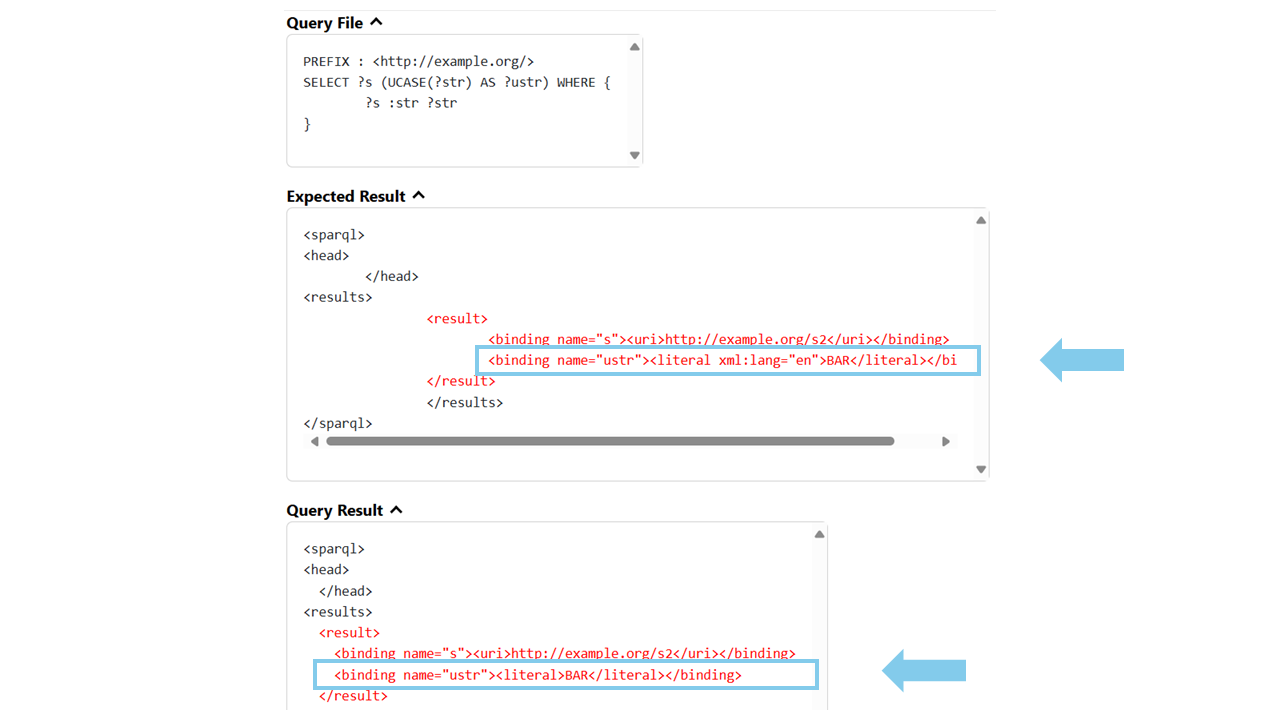 Query File
PREFIX : <http://example.org/>
SELECT ?s (UCASE(?str) AS ?ustr) WHERE {
?s :str ?str
}
Expected Result
<sparql>
<head>
</head>
<results>
<result>
<binding name="s"><uri>http://example.org/s2</uri></binding>
<binding name="ustr"><literal xml:lang="en">BAR</literal></bi
</result>
</results>
</sparql>
Query Result
<sparql>
<head>
</head>
<results>
<result>
<binding name="s"><uri>http://example.org/s2</uri></binding>
<binding name="ustr"><literal>BAR</literal></binding>
</result>